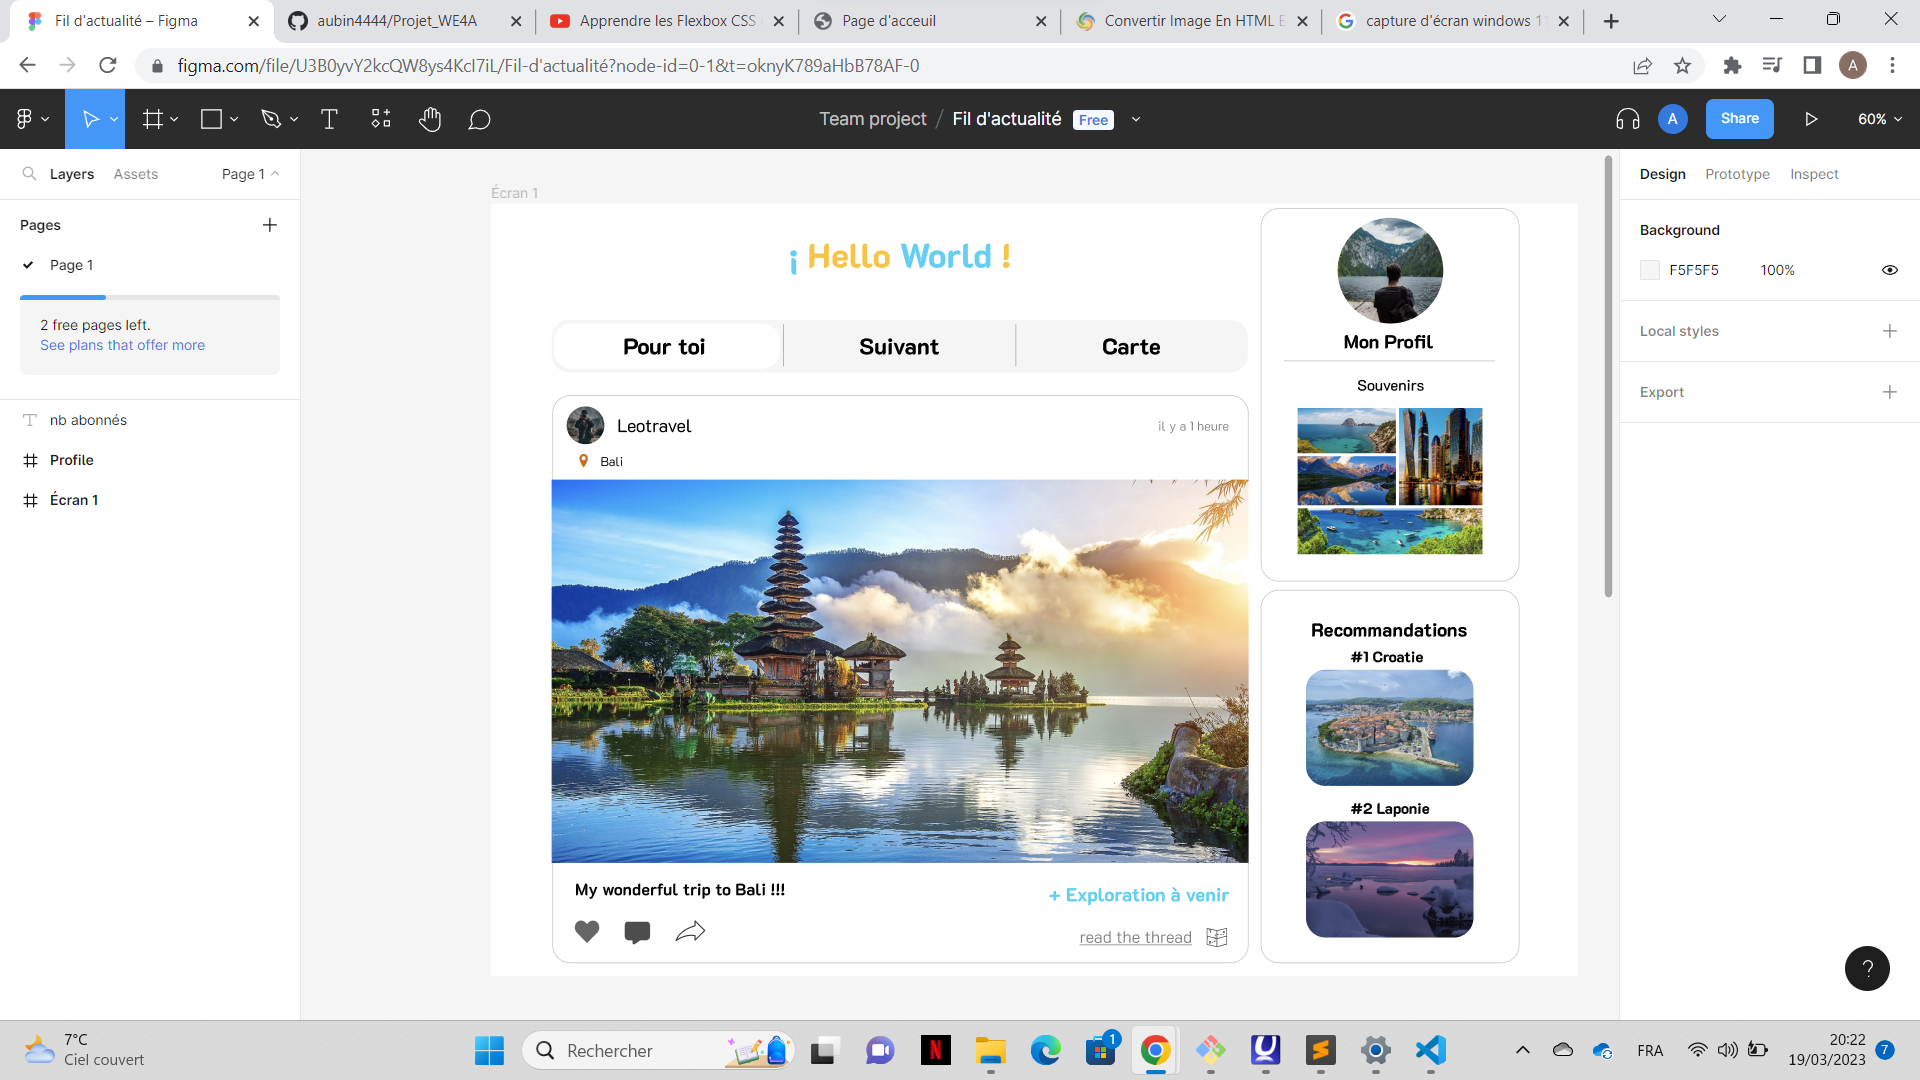 Fil d'actualité – Figma
aubin4444/Projet_WE4A
Apprendre les Flexbox CSS
Page d'acceuil
Convertir Image En HTML E
capture d'écran windows 11
figma.com/file/U3B0yvY2kcQW8ys4KcI7iL/Fil-d'actualité?node-id=0-1&t=oknyK789aHbB78AF-0
A
Team project / Fil d'actualité Free
A
Share
60%
Layers Assets Page 1
Pages
Page 1
2 free pages left.
See plans that offer more
nb abonnés
Profile
Écran 1
Écran 1
¡ Hello World !
Pour toi Suivant Carte
Leotravel
il y a 1 heure
Bali
My wonderful trip to Bali !!!
+ Exploration à venir
read the thread
Mon Profil
Souvenirs
Recommandations
#1 Croatie
#2 Laponie
Design Prototype Inspect
Background
F5F5F5 100%
Local styles
Export
?
7°C
Ciel couvert
Rechercher
N
1
FRA
20:22
19/03/2023
7